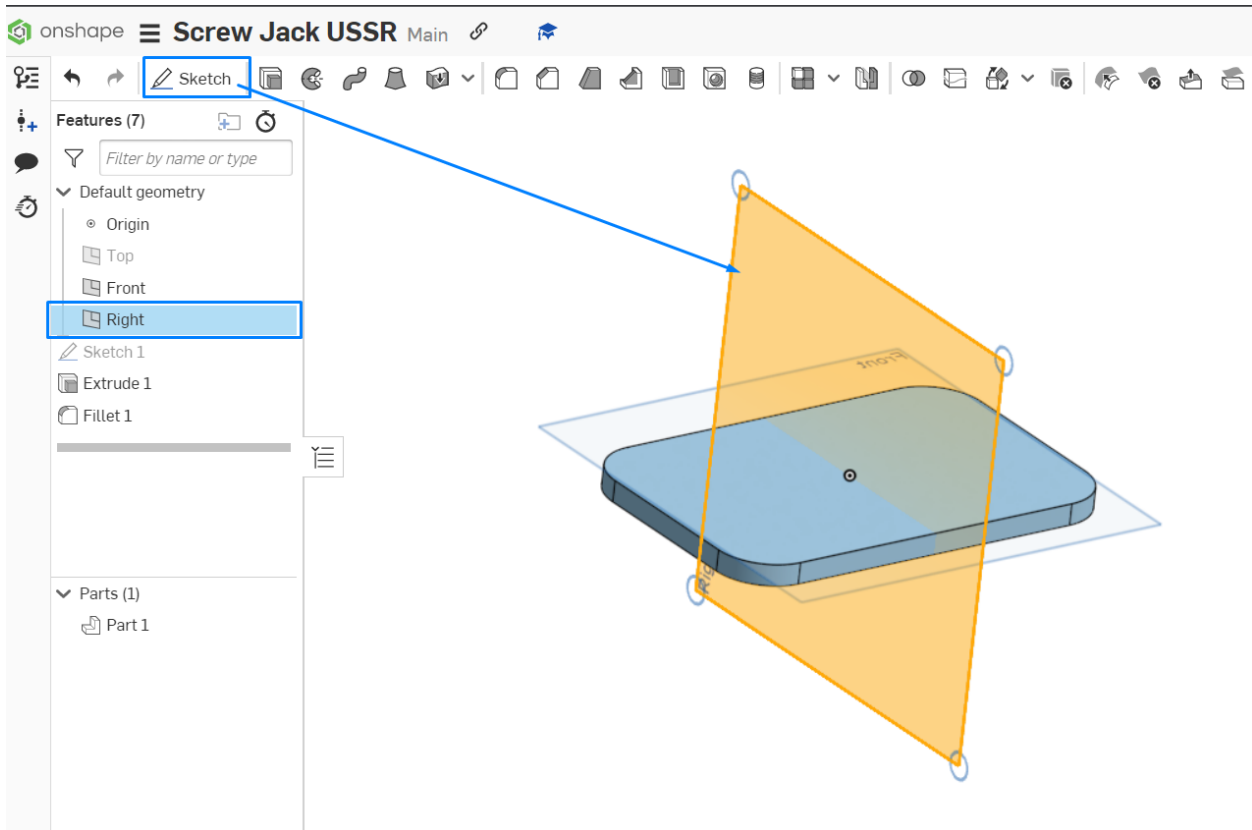 onshape Screw Jack USSR Main
Sketch
Features (7)
Filter by name or type
Default geometry
Origin
Top
Front
Right
Sketch 1
Extrude 1
Fillet 1
Parts (1)
Part 1
Front